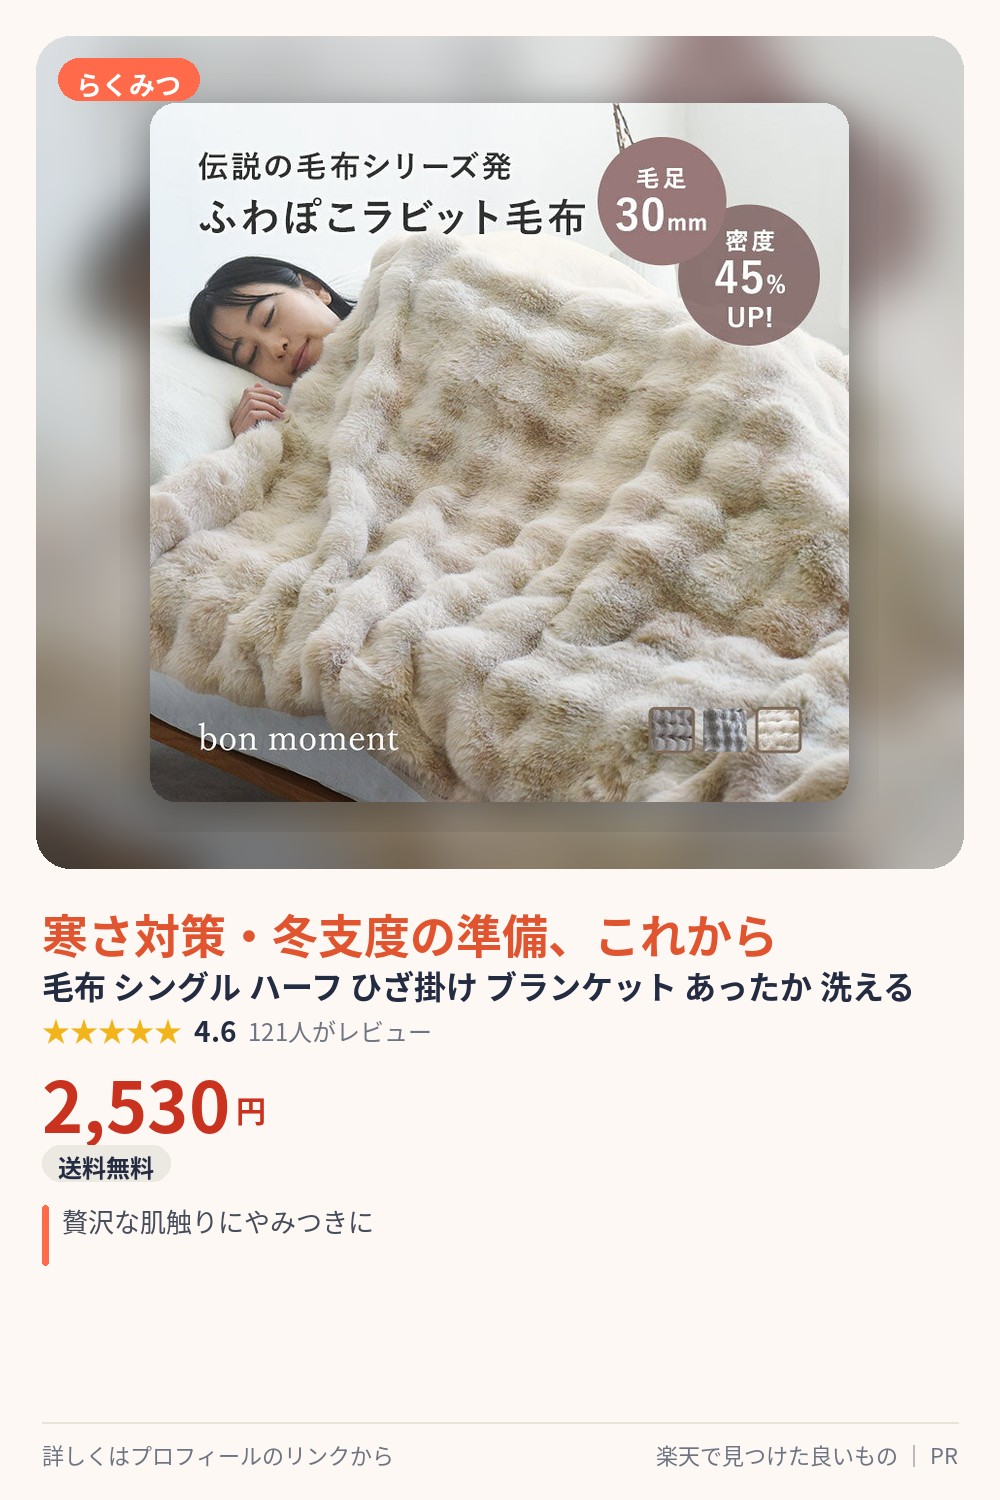 らくみつ
伝説の毛布シリーズ発
ふわぽこラビット毛布
毛足
30mm
密度
45%
UP!
bon moment
寒さ対策・冬支度の準備、これから
毛布 シングル ハーフ ひざ掛け ブランケット あったか 洗える
★★★★★ 4.6 121人がレビュー
2,530円
送料無料
贅沢な肌触りにやみつきに
詳しくはプロフィールのリンクから
楽天で見つけた良いもの | PR